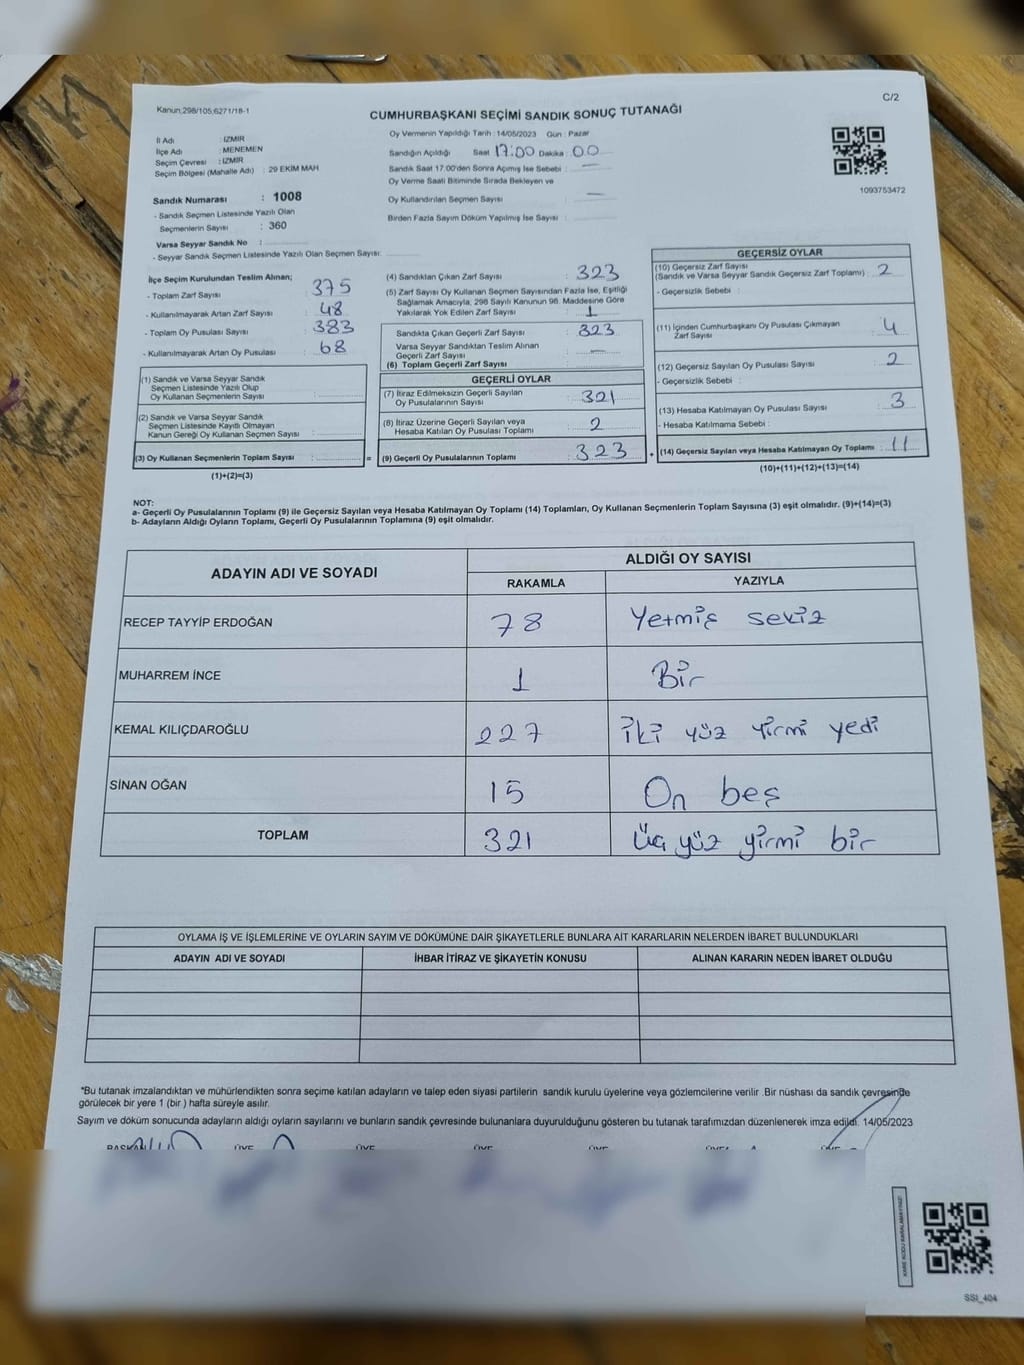 Kanun:298/105;6271/18-1
C/2
CUMHURBAŞKANI SEÇİMİ SANDIK SONUÇ TUTANAĞI
İl Adı : İZMİR
İlçe Adı : MENEMEN
Seçim Çevresi : İZMİR
Seçim Bölgesi (Mahalle Adı) : 29 EKİM MAH
Sandık Numarası : 1008
- Sandık Seçmen Listesinde Yazılı Olan
Seçmenlerin Sayısı : 360
Varsa Seyyar Sandık No :
- Seyyar Sandık Seçmen Listesinde Yazılı Olan Seçmen Sayısı:
Oy Vermenin Yapıldığı Tarih : 14/05/2023 Gün : Pazar
Sandığın Açıldığı Saat 17:00 Dakika : 00
Sandık Saat 17.00'den Sonra Açımış İse Sebebi : —
Oy Verme Saati Bitiminde Sırada Bekleyen ve
Oy Kullandırılan Seçmen Sayısı : —
Birden Fazla Sayım Döküm Yapılmış İse Sayısı :
1093753472
İlçe Seçim Kurulundan Teslim Alınan;
- Toplam Zarf Sayısı : 375
- Kullanılmayarak Artan Zarf Sayısı : 48
- Toplam Oy Pusulası Sayısı : 383
- Kullanılmayarak Artan Oy Pusulası : 68
(1) Sandık ve Varsa Seyyar Sandık
Seçmen Listesinde Yazılı Olup
Oy Kullanan Seçmenlerin Sayısı :
(2) Sandık ve Varsa Seyyar Sandık
Seçmen Listesinde Kayıtlı Olmayan
Kanun Gereği Oy Kullanan Seçmen Sayısı :
(3) Oy Kullanan Seçmenlerin Toplam Sayısı : =
(1)+(2)=(3)
(4) Sandıktan Çıkan Zarf Sayısı : 323
(5) Zarf Sayısı Oy Kullanan Seçmen Sayısından Fazla İse, Eşitliği
Sağlamak Amacıyla, 298 Sayılı Kanunun 98. Maddesine Göre
Yakılarak Yok Edilen Zarf Sayısı : 1
Sandıkta Çıkan Geçerli Zarf Sayısı : 323
Varsa Seyyar Sandıktan Teslim Alınan
Geçerli Zarf Sayısı : —
(6) Toplam Geçerli Zarf Sayısı :
GEÇERLİ OYLAR
(7) İtiraz Edilmeksizin Geçerli Sayılan
Oy Pusulalarının Sayısı : 321
(8) İtiraz Üzerine Geçerli Sayılan veya
Hesaba Katılan Oy Pusulası Toplamı : 2
(9) Geçerli Oy Pusulalarının Toplamı : 323 +
GEÇERSİZ OYLAR
(10) Geçersiz Zarf Sayısı
(Sandık ve Varsa Seyyar Sandık Geçersiz Zarf Toplamı) : 2
- Geçersizlik Sebebi :
(11) İçinden Cumhurbaşkanı Oy Pusulası Çıkmayan
Zarf Sayısı : 4
(12) Geçersiz Sayılan Oy Pusulası Sayısı : 2
- Geçersizlik Sebebi :
(13) Hesaba Katılmayan Oy Pusulası Sayısı : 3
- Hesaba Katılmama Sebebi :
(14) Geçersiz Sayılan veya Hesaba Katılmayan Oy Toplamı : 11
(10)+(11)+(12)+(13)=(14)
NOT:
a- Geçerli Oy Pusulalarının Toplamı (9) ile Geçersiz Sayılan veya Hesaba Katılmayan Oy Toplamı (14) Toplamları, Oy Kullanan Seçmenlerin Toplam Sayısına (3) eşit olmalıdır. (9)+(14)=(3)
b- Adayların Aldığı Oyların Toplamı, Geçerli Oy Pusulalarının Toplamına (9) eşit olmalıdır.
ADAYIN ADI VE SOYADI ALDIĞI OY SAYISI
RAKAMLA YAZIYLA
RECEP TAYYİP ERDOĞAN 78 Yetmiş sekiz
MUHARREM İNCE 1 Bir
KEMAL KILIÇDAROĞLU 227 İki yüz yirmi yedi
SİNAN OĞAN 15 On beş
TOPLAM 321 Üç yüz yirmi bir
OYLAMA İŞ VE İŞLEMLERİNE VE OYLARIN SAYIM VE DÖKÜMÜNE DAİR ŞİKAYETLERLE BUNLARA AİT KARARLARIN NELERDEN İBARET BULUNDUKLARI
ADAYIN ADI VE SOYADI İHBAR İTİRAZ VE ŞİKAYETİN KONUSU ALINAN KARARIN NEDEN İBARET OLDUĞU
*Bu tutanak imzalandıktan ve mühürlendikten sonra seçime katılan adayların ve talep eden siyasi partilerin sandık kurulu üyelerine veya gözlemcilerine verilir .Bir nüshası da sandık çevresinde
görülecek bir yere 1 (bir ) hafta süreyle asılır.
Sayım ve döküm sonucunda adayların aldığı oyların sayılarını ve bunların sandık çevresinde bulunanlara duyurulduğunu gösteren bu tutanak tarafımızdan düzenlenerek imza edildi. 14/05/2023
BAŞKAN ÜYE ÜYE ÜYE ÜYE ÜYE ÜYE
KARE KODU KARALAMAYINIZ!
SSI_404